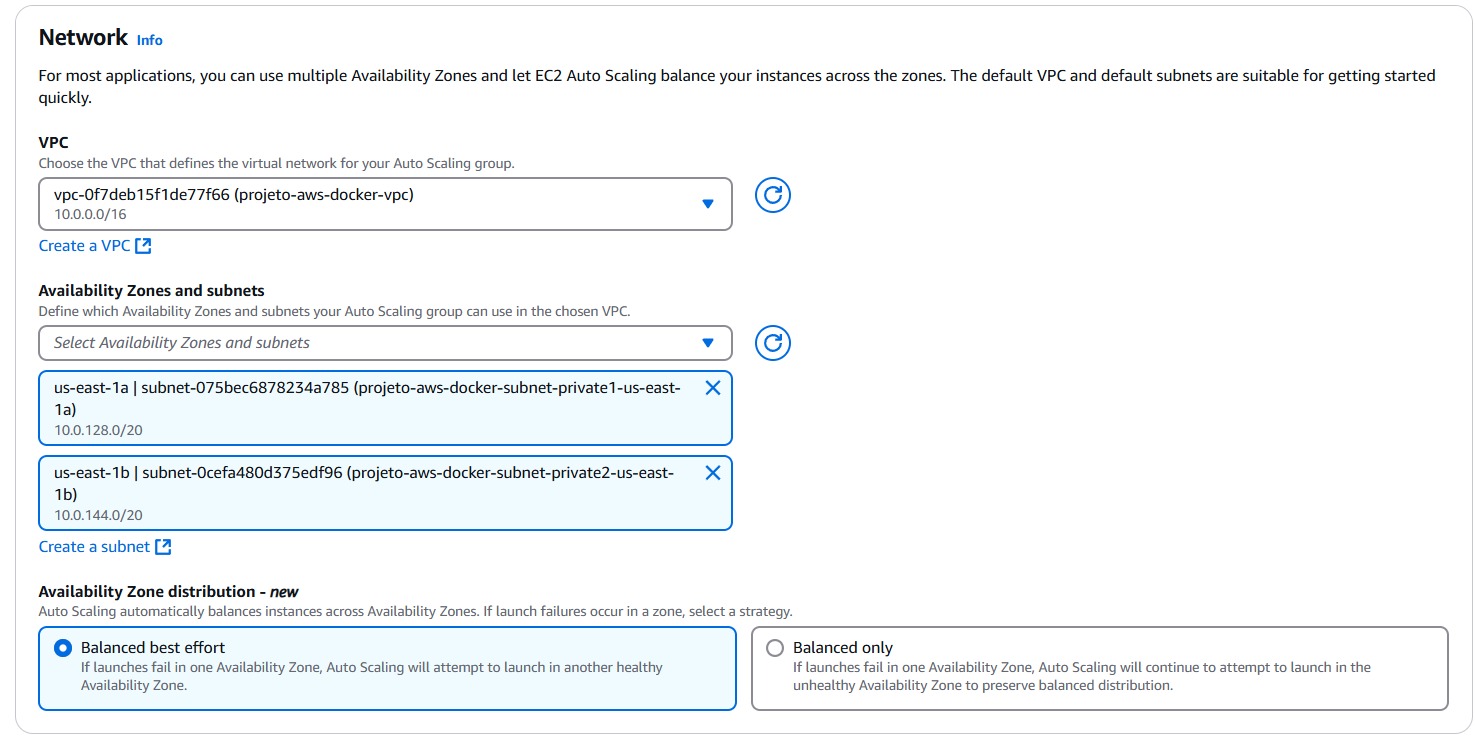 Network Info
For most applications, you can use multiple Availability Zones and let EC2 Auto Scaling balance your instances across the zones. The default VPC and default subnets are suitable for getting started
quickly.
VPC
Choose the VPC that defines the virtual network for your Auto Scaling group.
vpc-0f7deb15f1de77f66 (projeto-aws-docker-vpc)
10.0.0.0/16
Create a VPC
Availability Zones and subnets
Define which Availability Zones and subnets your Auto Scaling group can use in the chosen VPC.
Select Availability Zones and subnets
us-east-1a | subnet-075bec6878234a785 (projeto-aws-docker-subnet-private1-us-east-
1a)
10.0.128.0/20
us-east-1b | subnet-0cefa480d375edf96 (projeto-aws-docker-subnet-private2-us-east-
1b)
10.0.144.0/20
Create a subnet
Availability Zone distribution - new
Auto Scaling automatically balances instances across Availability Zones. If launch failures occur in a zone, select a strategy.
Balanced best effort
If launches fail in one Availability Zone, Auto Scaling will attempt to launch in another healthy
Availability Zone.
Balanced only
If launches fail in one Availability Zone, Auto Scaling will continue to attempt to launch in the
unhealthy Availability Zone to preserve balanced distribution.